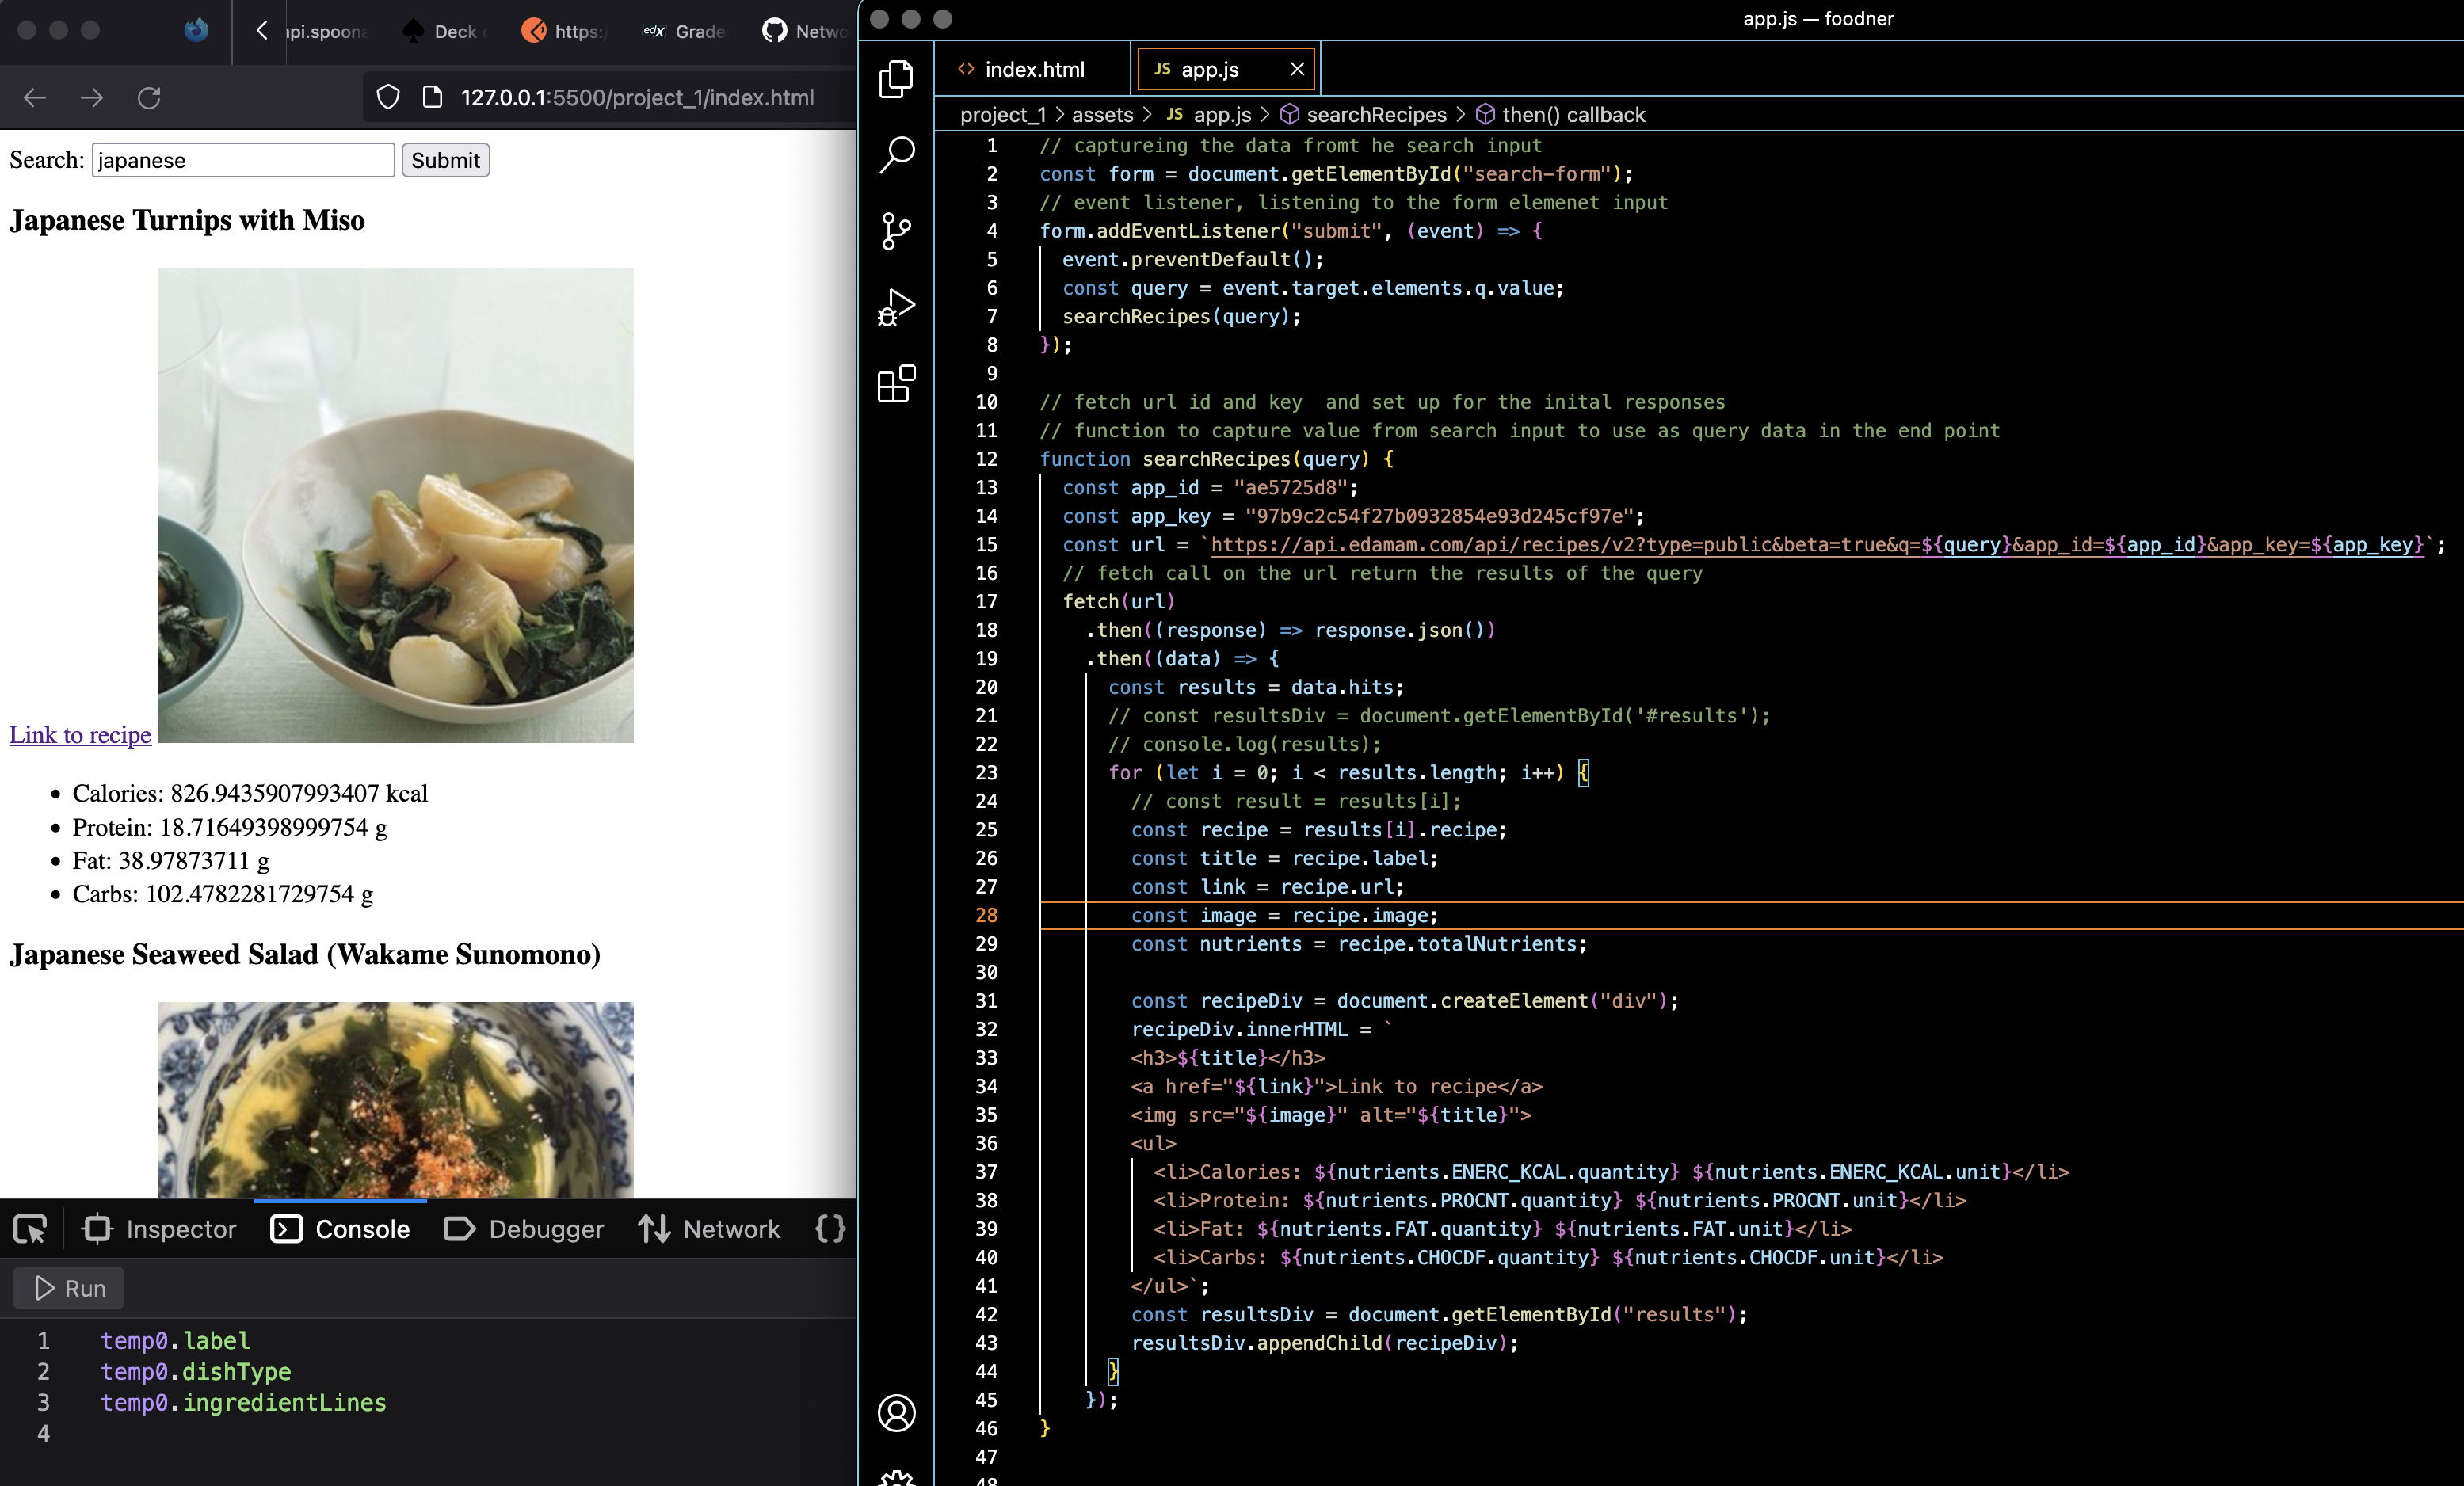 Deck
https:/
edX Grade
Netwo
127.0.0.1:5500/project_1/index.html
Search: japanese Submit
Japanese Turnips with Miso
Link to recipe
Calories: 826.9435907993407 kcal
Protein: 18.71649398999754 g
Fat: 38.97873711 g
Carbs: 102.4782281729754 g
Japanese Seaweed Salad (Wakame Sunomono)
Inspector Console Debugger Network {}
Run
1 temp0.label
2 temp0.dishType
3 temp0.ingredientLines
4
app.js — foodner
<> index.html JS app.js
project_1 > assets > JS app.js > searchRecipes > then() callback
1 // captureing the data fromt he search input
2 const form = document.getElementById("search-form");
3 // event listener, listening to the form elemenet input
4 form.addEventListener("submit", (event) => {
5 event.preventDefault();
6 const query = event.target.elements.q.value;
7 searchRecipes(query);
8 });
9
10 // fetch url id and key  and set up for the inital responses
11 // function to capture value from search input to use as query data in the end point
12 function searchRecipes(query) {
13 const app_id = "ae5725d8";
14 const app_key = "97b9c2c54f27b0932854e93d245cf97e";
15 const url = `https://api.edamam.com/api/recipes/v2?type=public&beta=true&q=${query}&app_id=${app_id}&app_key=${app_key}`;
16 // fetch call on the url return the results of the query
17 fetch(url)
18 .then((response) => response.json())
19 .then((data) => {
20 const results = data.hits;
21 // const resultsDiv = document.getElementById('#results');
22 // console.log(results);
23 for (let i = 0; i < results.length; i++) {
24 // const result = results[i];
25 const recipe = results[i].recipe;
26 const title = recipe.label;
27 const link = recipe.url;
28 const image = recipe.image;
29 const nutrients = recipe.totalNutrients;
30
31 const recipeDiv = document.createElement("div");
32 recipeDiv.innerHTML = `
33 <h3>${title}</h3>
34 <a href="${link}">Link to recipe</a>
35 <img src="${image}" alt="${title}">
36 <ul>
37 <li>Calories: ${nutrients.ENERC_KCAL.quantity} ${nutrients.ENERC_KCAL.unit}</li>
38 <li>Protein: ${nutrients.PROCNT.quantity} ${nutrients.PROCNT.unit}</li>
39 <li>Fat: ${nutrients.FAT.quantity} ${nutrients.FAT.unit}</li>
40 <li>Carbs: ${nutrients.CHOCDF.quantity} ${nutrients.CHOCDF.unit}</li>
41 </ul>`;
42 const resultsDiv = document.getElementById("results");
43 resultsDiv.appendChild(recipeDiv);
44 }
45 });
46 }
47